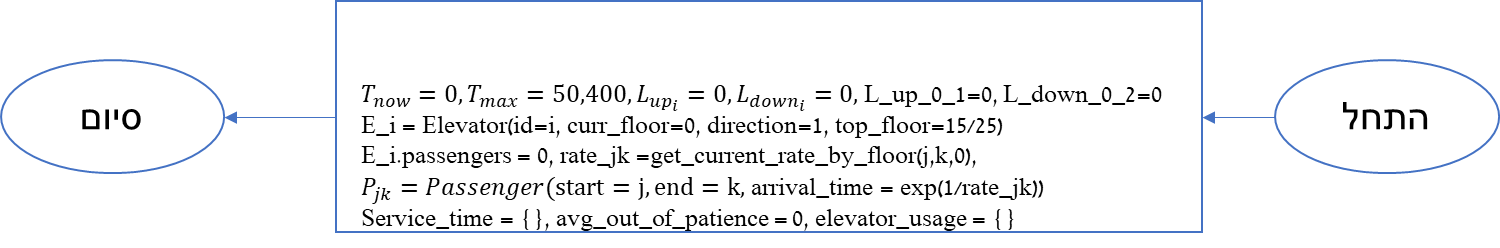 התחל
T_now = 0, T_max = 50,400, L_up_i = 0, L_down_i = 0, L_up_0_1=0, L_down_0_2=0
E_i = Elevator(id=i, curr_floor=0, direction=1, top_floor=15/25)
E_i.passengers = 0, rate_jk =get_current_rate_by_floor(j,k,0),
P_jk = Passenger(start = j, end = k, arrival_time = exp(1/rate_jk))
Service_time = {}, avg_out_of_patience = 0, elevator_usage = {}
סיום